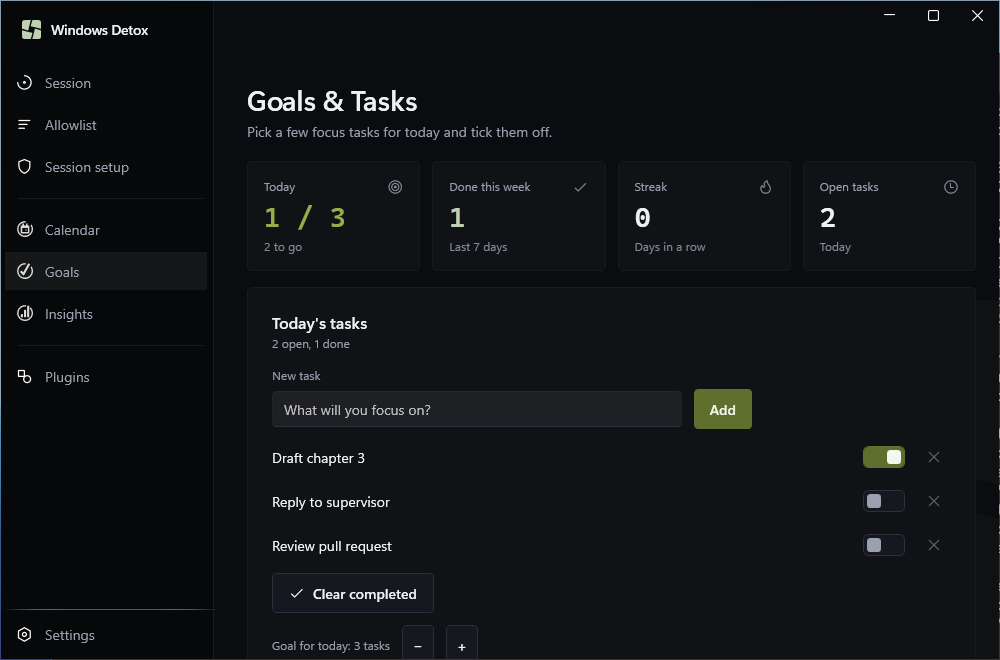 Windows Detox
Session
Allowlist
Session setup
Calendar
Goals
Insights
Plugins
Settings
Goals & Tasks
Pick a few focus tasks for today and tick them off.
Today
1 / 3
2 to go
Done this week
1
Last 7 days
Streak
0
Days in a row
Open tasks
2
Today
Today's tasks
2 open, 1 done
New task
What will you focus on?
Add
Draft chapter 3
Reply to supervisor
Review pull request
Clear completed
Goal for today: 3 tasks
− +